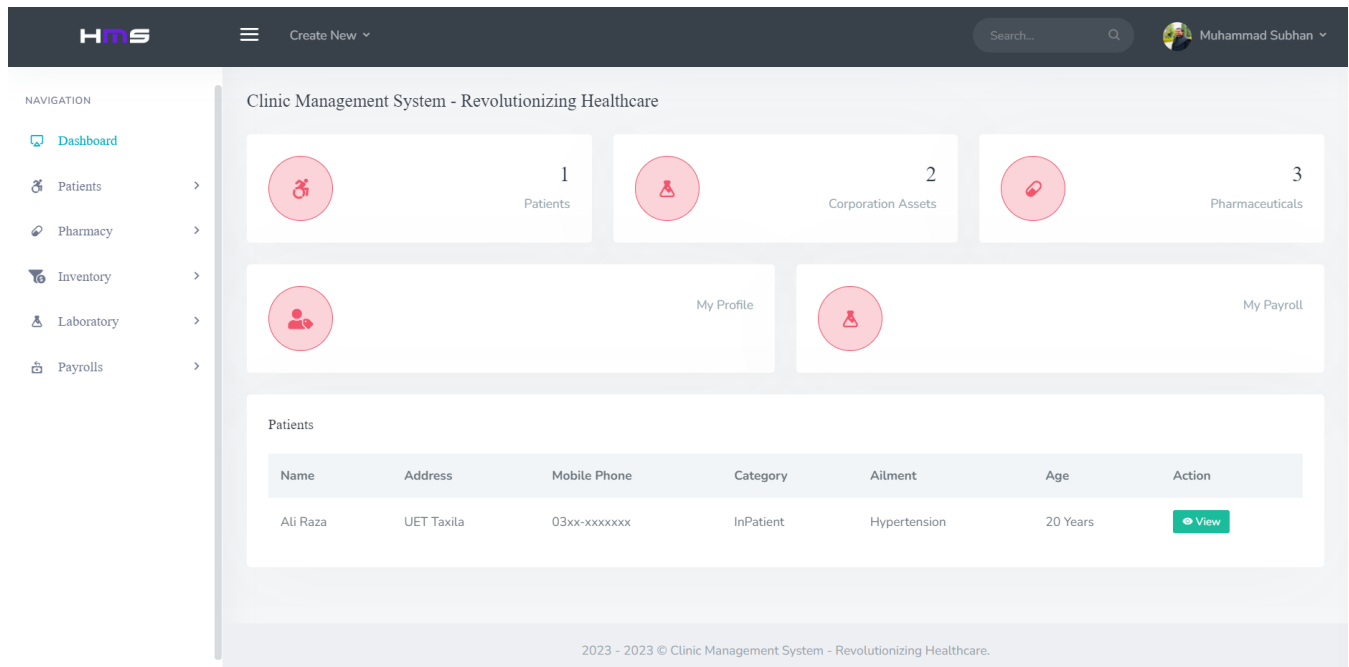 HMS
Create New
Search...
Muhammad Subhan
NAVIGATION
Dashboard
Patients
Pharmacy
Inventory
Laboratory
Payrolls
Clinic Management System - Revolutionizing Healthcare
1
Patients
2
Corporation Assets
3
Pharmaceuticals
My Profile
My Payroll
Patients
Name Address Mobile Phone Category Ailment Age Action
Ali Raza UET Taxila 03xx-xxxxxxx InPatient Hypertension 20 Years View
2023 - 2023 © Clinic Management System - Revolutionizing Healthcare.